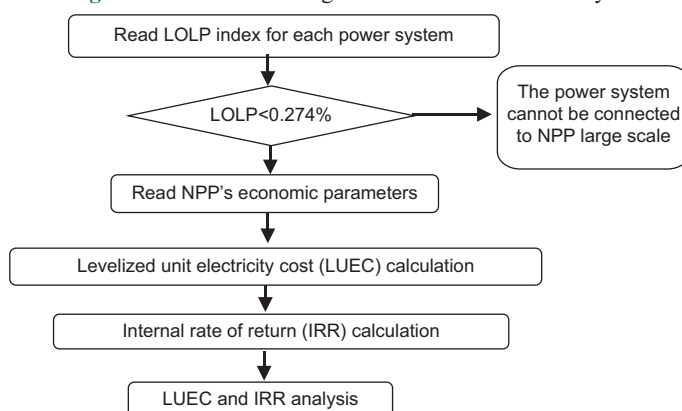 Read LOLP index for each power system
LOLP<0.274%
The power system
cannot be connected
to NPP large scale
Read NPP's economic parameters
Levelized unit electricity cost (LUEC) calculation
Internal rate of return (IRR) calculation
LUEC and IRR analysis